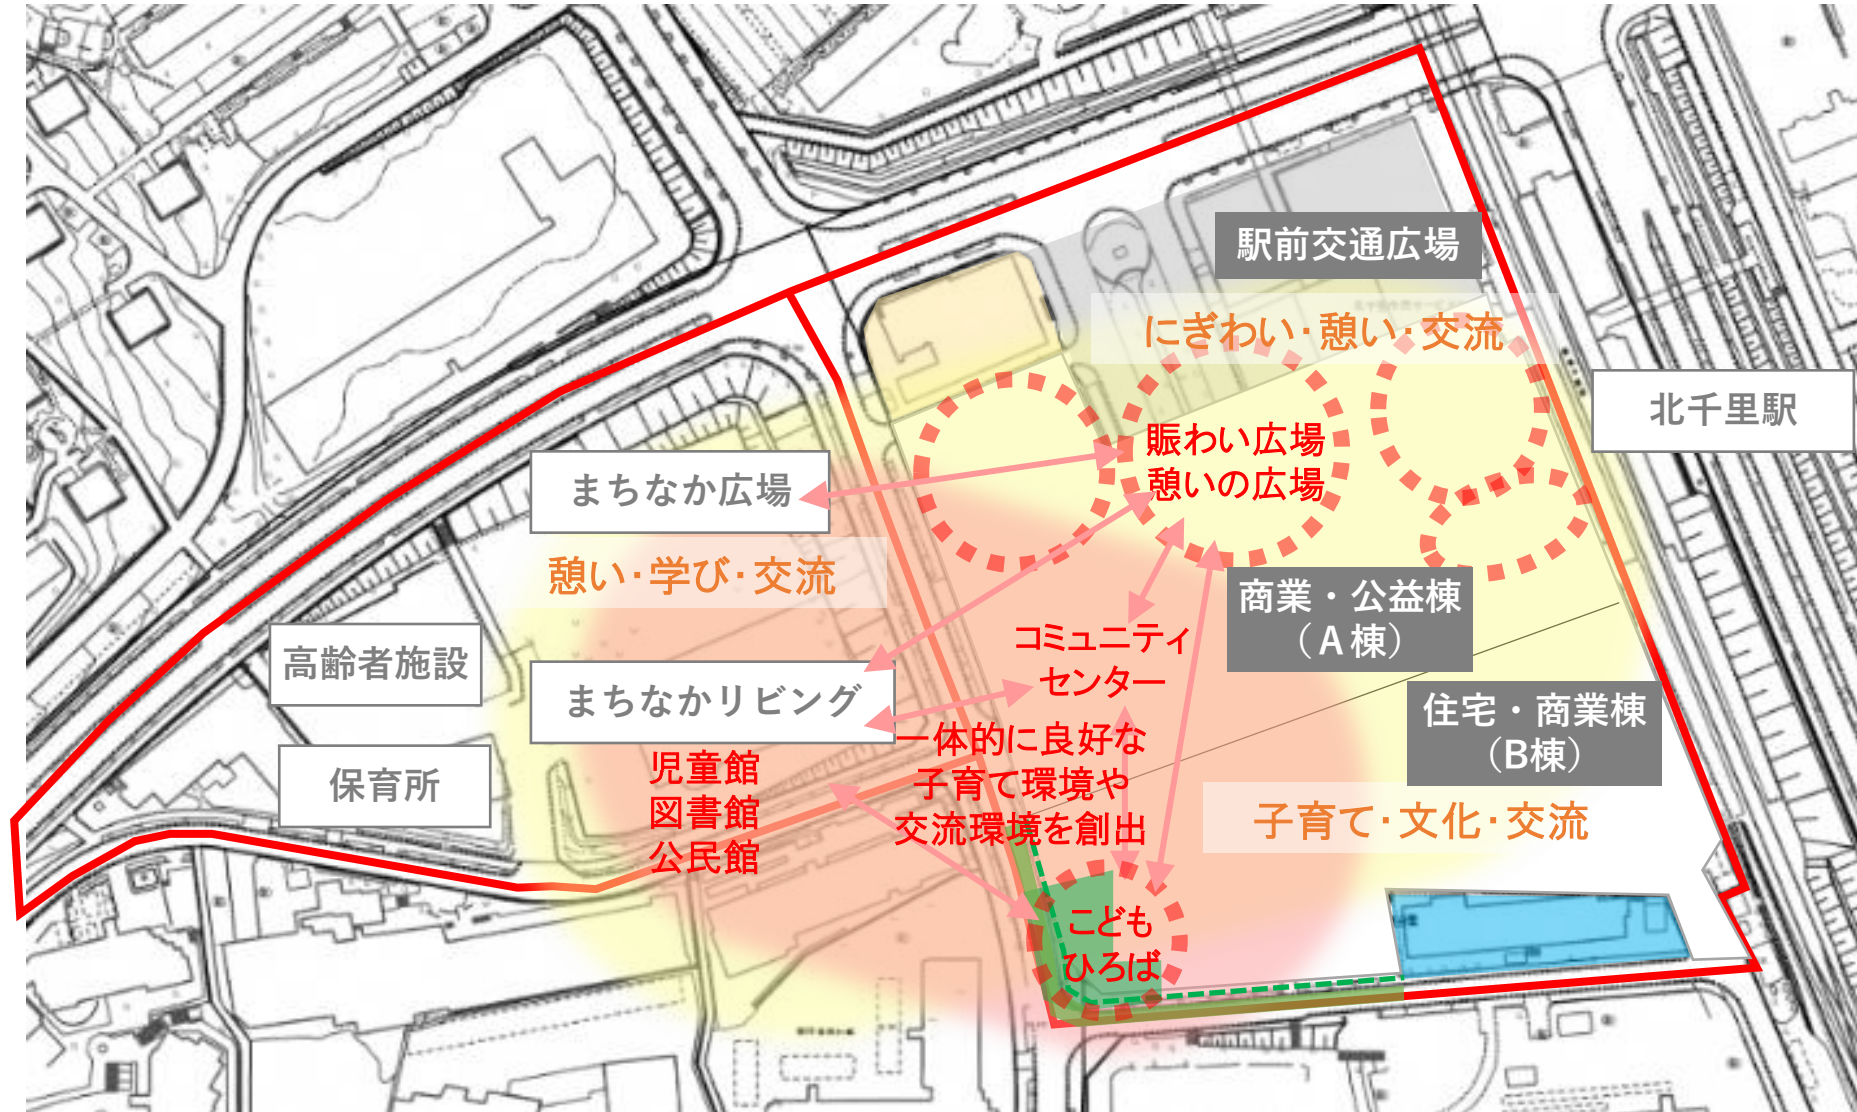 駅前交通広場
にぎわい・憩い・交流
北千里駅
賑わい広場
憩いの広場
まちなか広場
憩い・学び・交流
商業・公益棟
（A棟）
コミュニティ
センター
高齢者施設
まちなかリビング
住宅・商業棟
（B棟）
一体的に良好な
子育て環境や
交流環境を創出
児童館
図書館
公民館
保育所
子育て・文化・交流
こども
ひろば